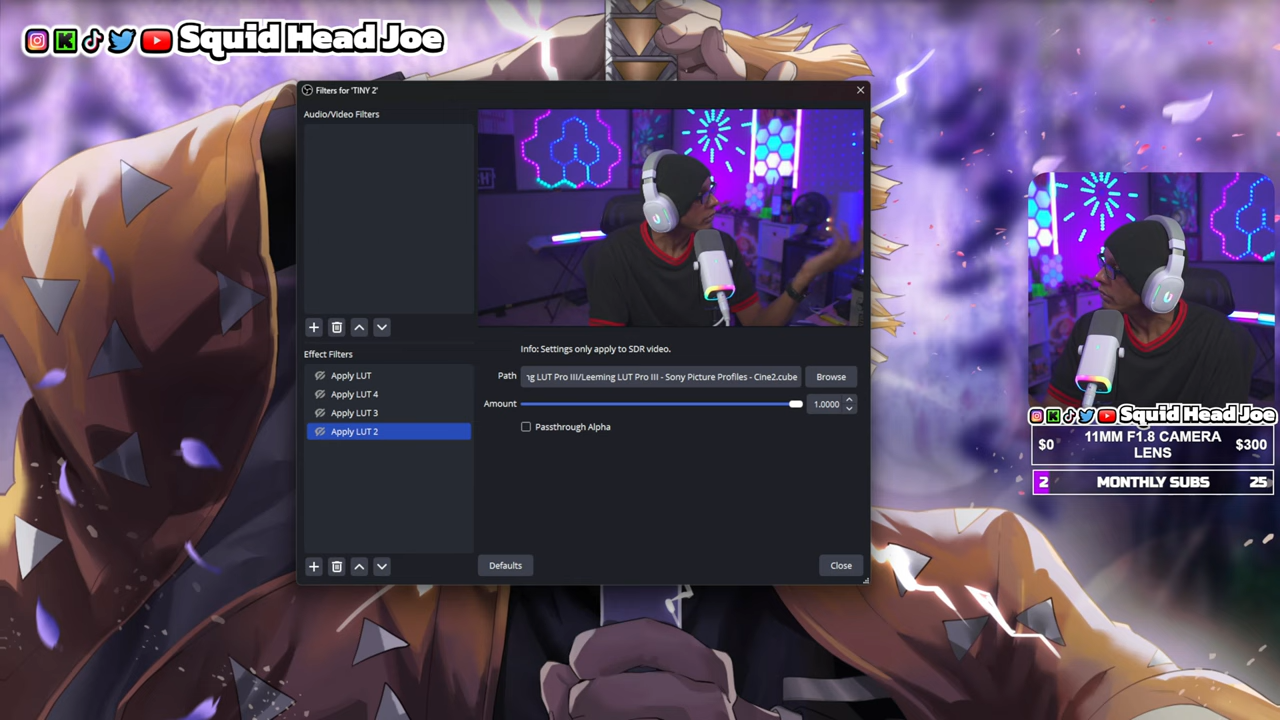 Squid Head Joe
Filters for 'TINY 2'
Audio/Video Filters
Effect Filters
Apply LUT
Apply LUT 4
Apply LUT 3
Apply LUT 2
Info: Settings only apply to SDR video.
Path
ng LUT Pro III/Leeming LUT Pro III - Sony Picture Profiles - Cine2.cube
Browse
Amount
1.0000
Passthrough Alpha
Defaults
Close
Squid Head Joe
$0
11MM F1.8 CAMERA
LENS
$300
2
MONTHLY SUBS
25